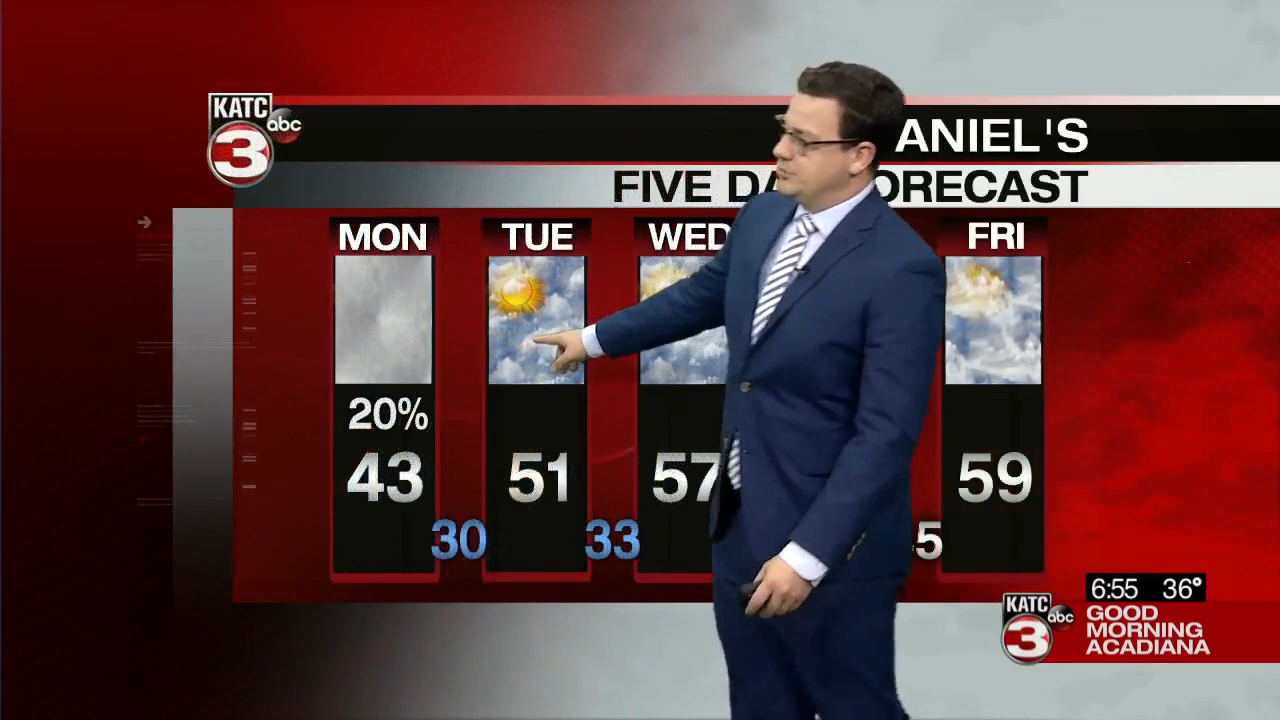 KATC
abc
3
ANIEL'S
FIVE DA ORECAST
MON TUE WED FRI
20%
43 51 57 59
30 33 5
6:55 36°
KATC
abc
3
GOOD
MORNING
ACADIANA